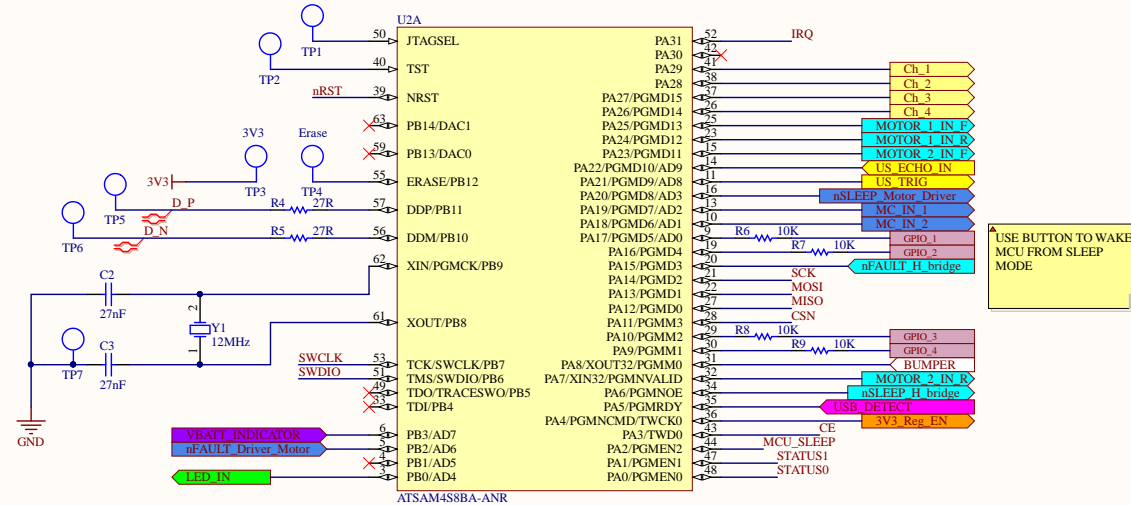 U2A
TP1
50 JTAGSEL
TP2
40 TST
nRST 39 NRST
63 PB14/DAC1
59 PB13/DAC0
3V3
Erase
3V3
TP3
TP4
55 ERASE/PB12
TP5
D_P
R4 27R
57 DDP/PB11
TP6
D_N
R5 27R
56 DDM/PB10
62 XIN/PGMCK/PB9
C2
27nF
2
Y1
12MHz
1
61 XOUT/PB8
TP7
C3
27nF
GND
SWCLK 53 TCK/SWCLK/PB7
SWDIO 51 TMS/SWDIO/PB6
49 TDO/TRACESWO/PB5
33 TDI/PB4
VBATT_INDICATOR 6 PB3/AD7
nFAULT_Driver_Motor 5 PB2/AD6
4 PB1/AD5
LED_IN 3 PB0/AD4
ATSAM4S8BA-ANR
PA31 52 IRQ
PA30 42
PA29 41 Ch_1
PA28 38 Ch_2
PA27/PGMD15 37 Ch_3
PA26/PGMD14 26 Ch_4
PA25/PGMD13 25 MOTOR_1_IN_F
PA24/PGMD12 23 MOTOR_1_IN_R
PA23/PGMD11 15 MOTOR_2_IN_F
PA22/PGMD10/AD9 14 US_ECHO_IN
PA21/PGMD9/AD8 11 US_TRIG
PA20/PGMD8/AD3 16 nSLEEP_Motor_Driver
PA19/PGMD7/AD2 13 MC_IN_1
PA18/PGMD6/AD1 10 MC_IN_2
PA17/PGMD5/AD0 9 R6 10K GPIO_1
PA16/PGMD4 19 R7 10K GPIO_2
PA15/PGMD3 20 nFAULT_H_bridge
PA14/PGMD2 21 SCK
PA13/PGMD1 22 MOSI
PA12/PGMD0 27 MISO
PA11/PGMM3 28 CSN
PA10/PGMM2 29 R8 10K GPIO_3
PA9/PGMM1 30 R9 10K GPIO_4
PA8/XOUT32/PGMM0 31 BUMPER
PA7/XIN32/PGMNVALID 32 MOTOR_2_IN_R
PA6/PGMNOE 34 nSLEEP_H_bridge
PA5/PGMRDY 35 USB_DETECT
PA4/PGMNCMD/TWCK0 36 3V3_Reg_EN
PA3/TWD0 43 CE
PA2/PGMEN2 44 MCU_SLEEP
PA1/PGMEN1 47 STATUS1
PA0/PGMEN0 48 STATUS0
USE BUTTON TO WAKE
MCU FROM SLEEP
MODE